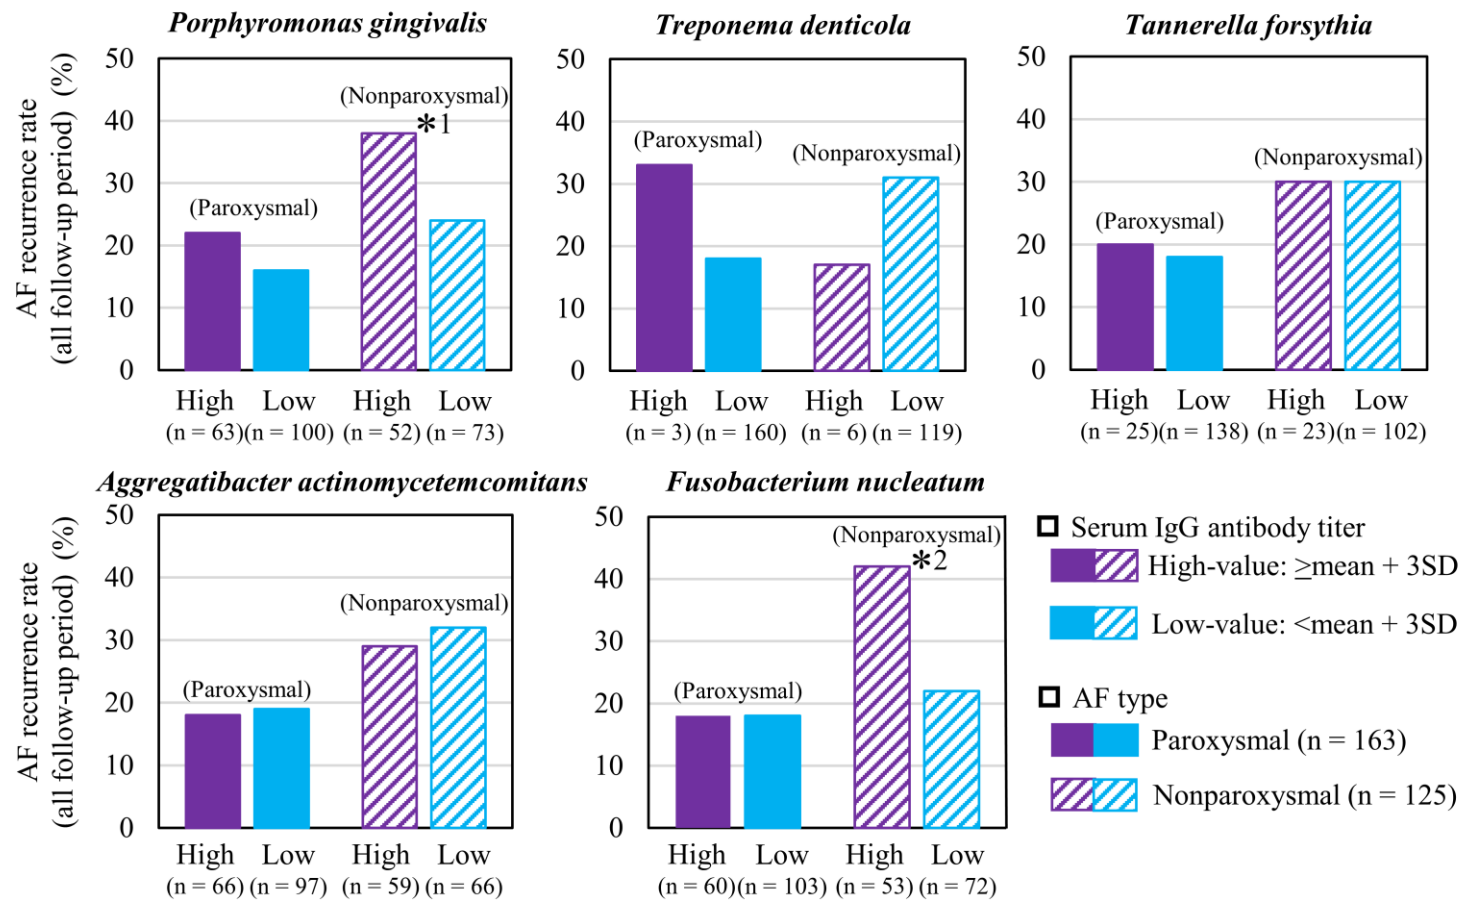 Porphyromonas gingivalis
AF recurrence rate
(all follow-up period) (%)
50
40
30
20
10
0
(Paroxysmal)
(Nonparoxysmal)
*1
High Low High Low
(n = 63) (n = 100) (n = 52) (n = 73)
Treponema denticola
50
40
30
20
10
0
(Paroxysmal)
(Nonparoxysmal)
High Low High Low
(n = 3) (n = 160) (n = 6) (n = 119)
Tannerella forsythia
50
40
30
20
10
0
(Paroxysmal)
(Nonparoxysmal)
High Low High Low
(n = 25) (n = 138) (n = 23) (n = 102)
Aggregatibacter actinomycetemcomitans
AF recurrence rate
(all follow-up period) (%)
50
40
30
20
10
0
(Paroxysmal)
(Nonparoxysmal)
High Low High Low
(n = 66) (n = 97) (n = 59) (n = 66)
Fusobacterium nucleatum
50
40
30
20
10
0
(Paroxysmal)
(Nonparoxysmal)
*2
High Low High Low
(n = 60) (n = 103) (n = 53) (n = 72)
Serum IgG antibody titer
High-value: ≥mean + 3SD
Low-value: <mean + 3SD
AF type
Paroxysmal (n = 163)
Nonparoxysmal (n = 125)